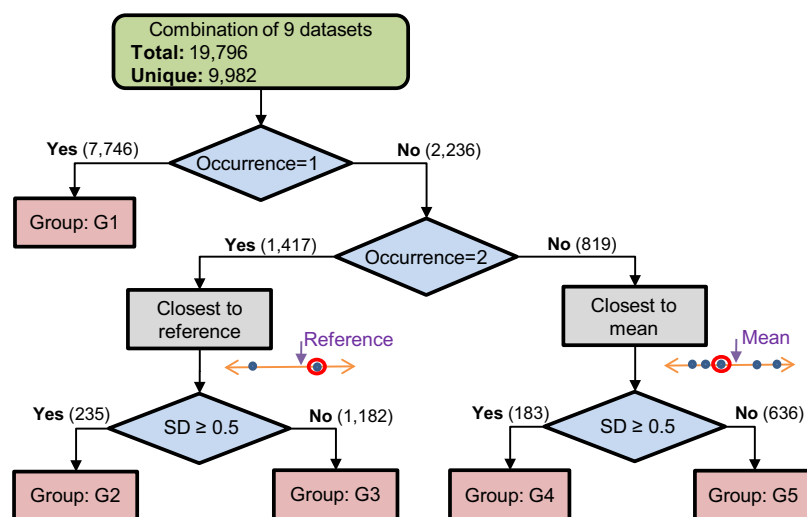 Combination of 9 datasets
Total: 19,796
Unique: 9,982
Yes (7,746)
Occurrence=1
No (2,236)
Group: G1
Yes (1,417)
Occurrence=2
No (819)
Closest to
reference
Reference
Closest to
mean
Mean
Yes (235)
SD ≥ 0.5
No (1,182)
Yes (183)
SD ≥ 0.5
No (636)
Group: G2
Group: G3
Group: G4
Group: G5